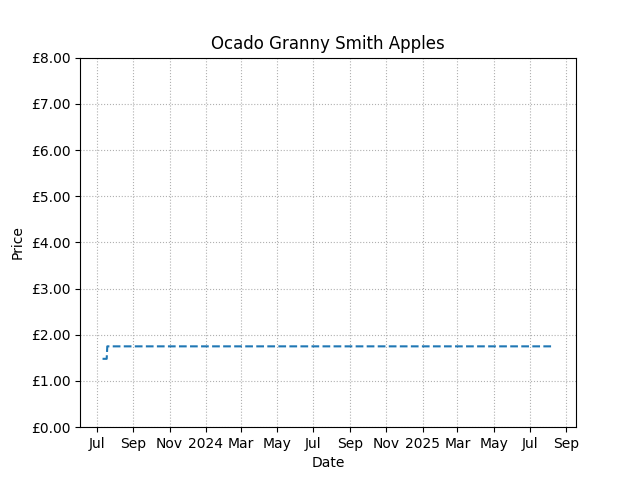 Ocado Granny Smith Apples
£8.00
£7.00
£6.00
£5.00
£4.00
£3.00
£2.00
£1.00
£0.00
Price
Jul Sep Nov 2024 Mar May Jul Sep Nov 2025 Mar May Jul Sep
Date